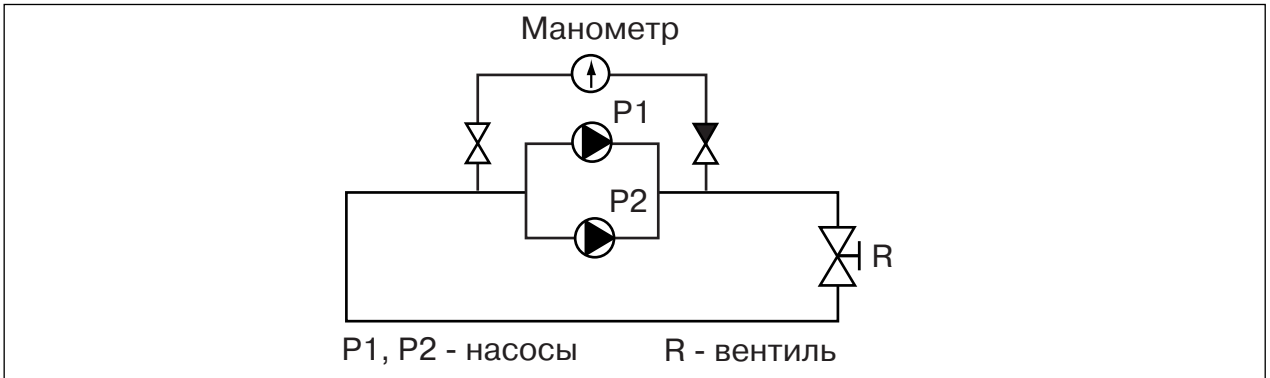 Манометр
P1
P2
R
P1, P2 - насосы
R - вентиль